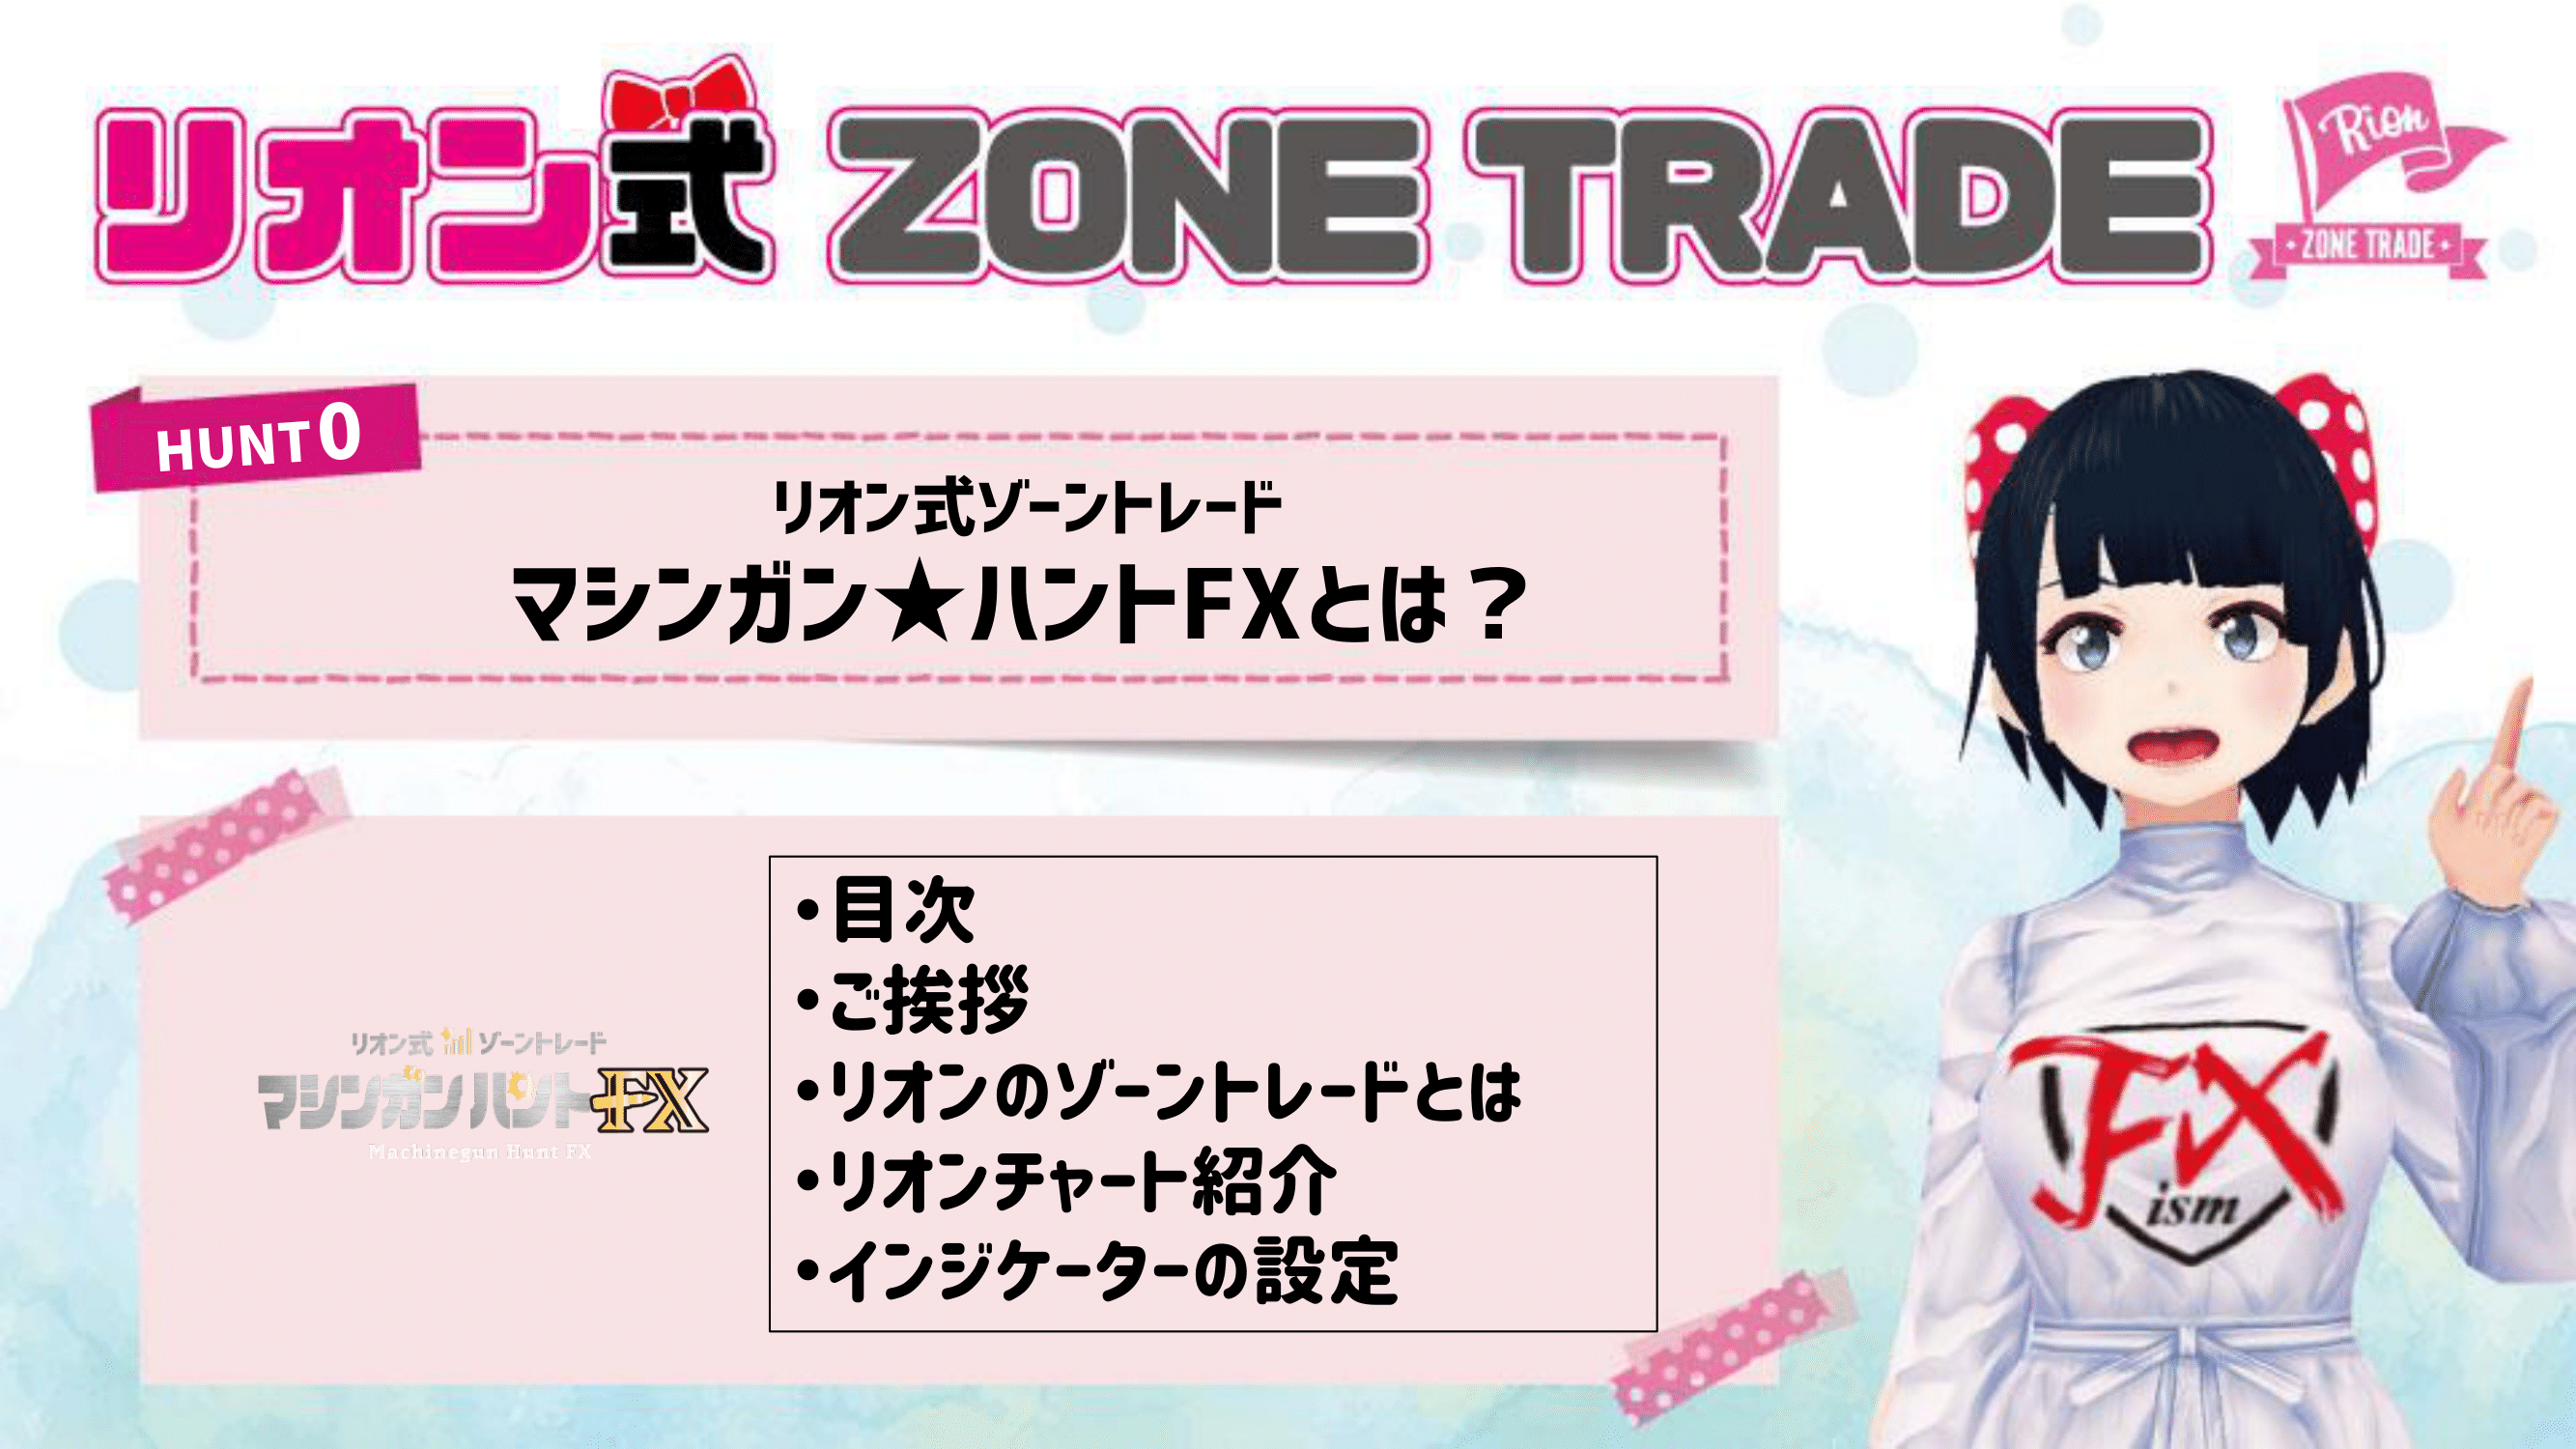 リオン式 ZONE TRADE
Rion
ZONE TRADE
HUNT0
リオン式ゾーントレード
マシンガン★ハントFXとは？
リオン式 ゾーントレード
マシンガンハントFX
Machinegun Hunt FX
・目次
・ご挨拶
・リオンのゾーントレードとは
・リオンチャート紹介
・インジケーターの設定
FX
ism